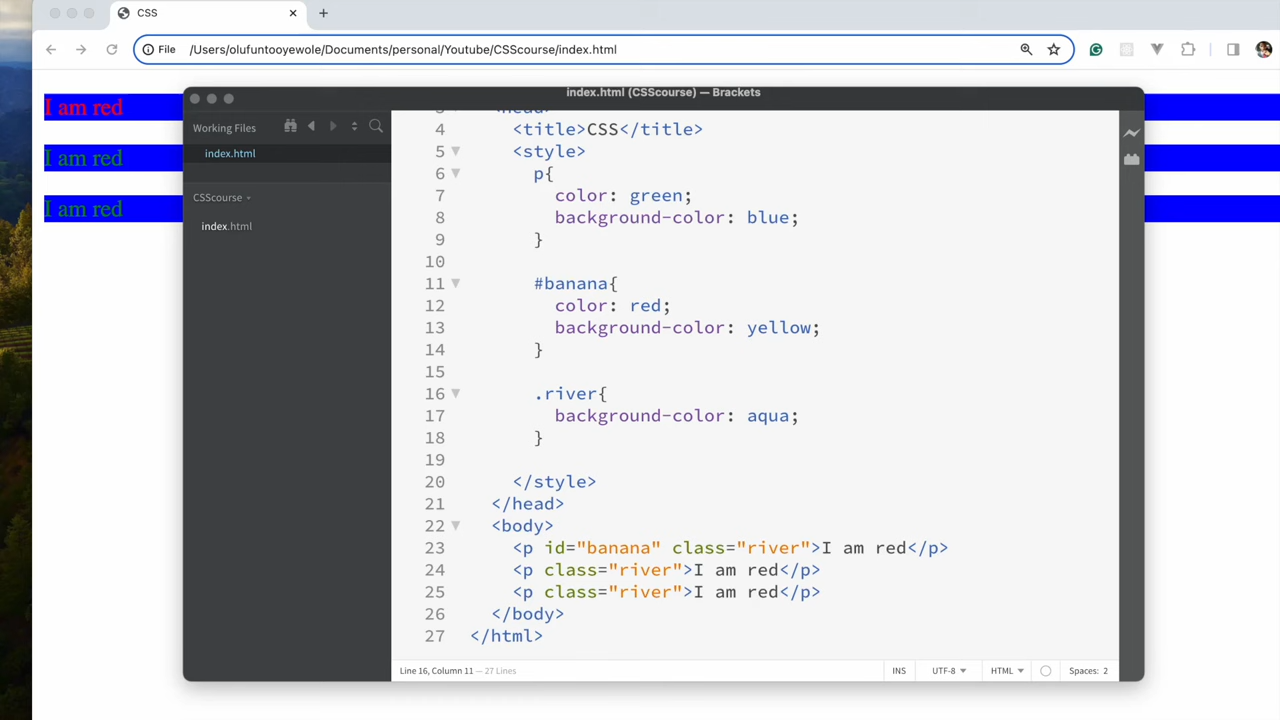 CSS
File /Users/olufuntooyewole/Documents/personal/Youtube/CSScourse/index.html
I am red
I am red
I am red
index.html (CSScourse) — Brackets
Working Files
index.html
CSScourse
index.html
3 <head>
4 <title>CSS</title>
5 <style>
6 p{
7 color: green;
8 background-color: blue;
9 }
10
11 #banana{
12 color: red;
13 background-color: yellow;
14 }
15
16 .river{
17 background-color: aqua;
18 }
19
20 </style>
21 </head>
22 <body>
23 <p id="banana" class="river">I am red</p>
24 <p class="river">I am red</p>
25 <p class="river">I am red</p>
26 </body>
27 </html>
Line 16, Column 11 — 27 Lines
INS UTF-8 HTML Spaces: 2